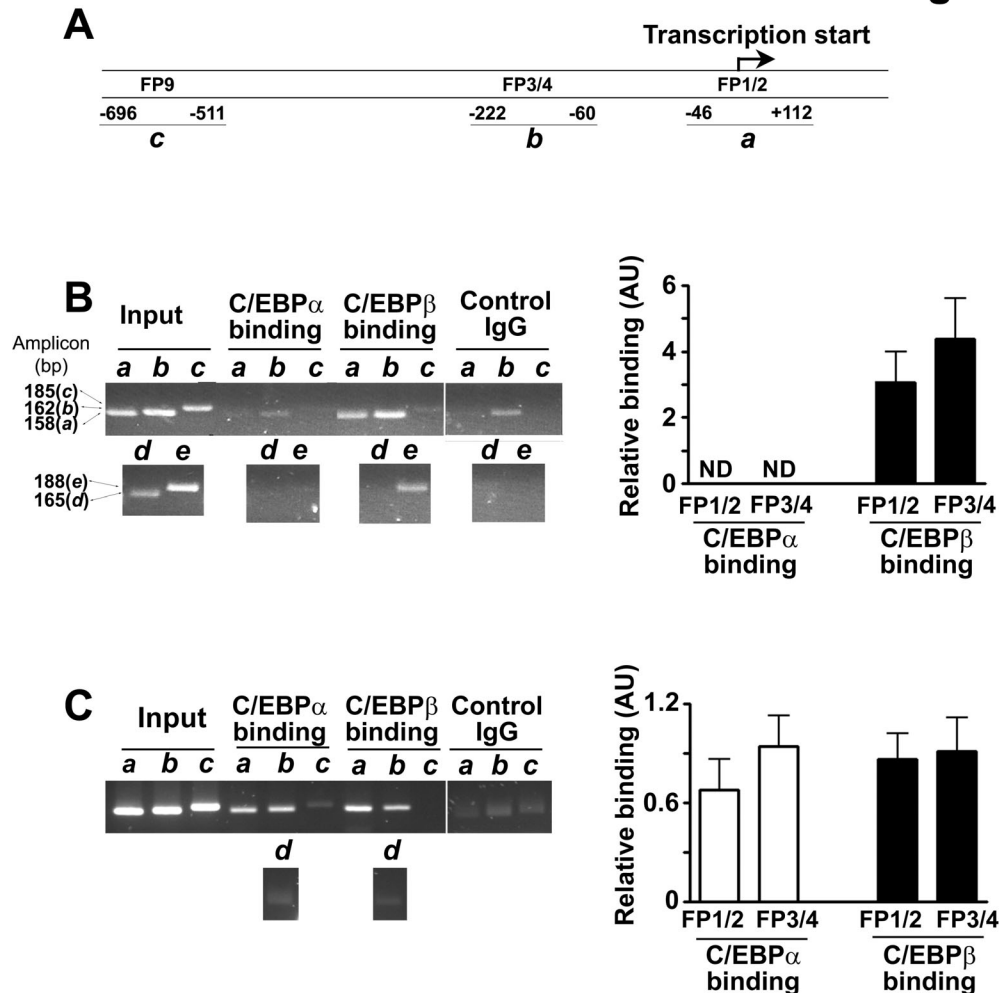 g
A
Transcription start
FP9 FP3/4 FP1/2
-696 -511 -222 -60 -46 +112
c b a
B
Input C/EBPα binding C/EBPβ binding Control IgG
Amplicon (bp)
a b c a b c a b c a b c
185(c)
162(b)
158(a)
d e d e d e d e
188(e)
165(d)
Relative binding (AU)
6
4
2
0
ND ND
FP1/2 FP3/4 FP1/2 FP3/4
C/EBPα binding C/EBPβ binding
C
Input C/EBPα binding C/EBPβ binding Control IgG
a b c a b c a b c a b c
d d
Relative binding (AU)
1.2
0.6
0
FP1/2 FP3/4 FP1/2 FP3/4
C/EBPα binding C/EBPβ binding